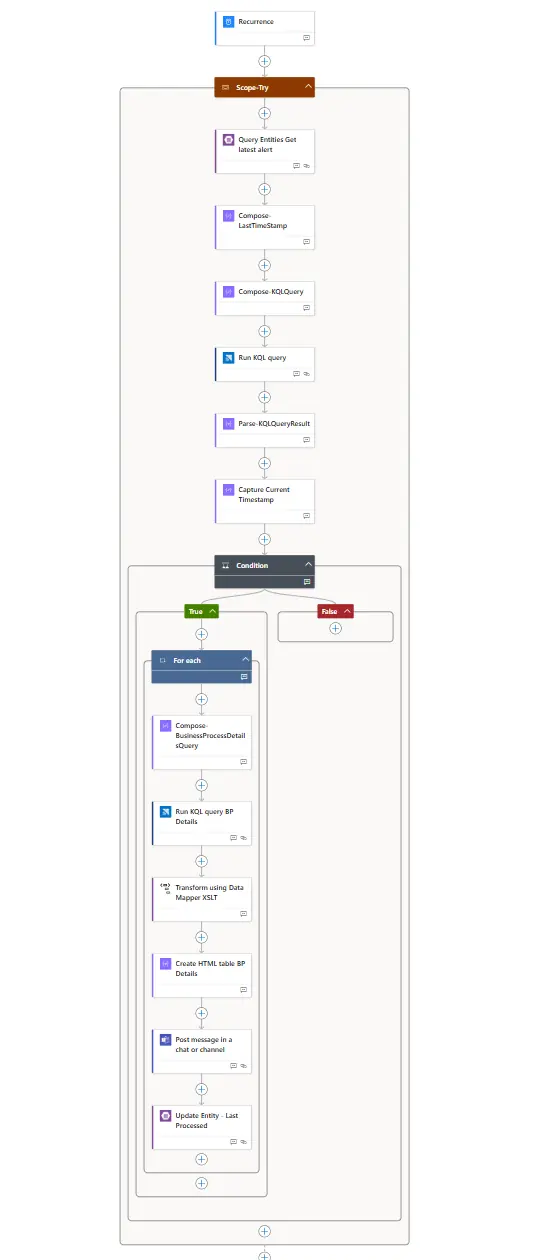 Recurrence
Scope-Try
Query Entities Get
latest alert
Compose-
LastTimeStamp
Compose-KQLQuery
Run KQL query
Parse-KQLQueryResult
Capture Current
Timestamp
Condition
True
False
For each
Compose-
BusinessProcessDetail
sQuery
Run KQL query BP
Details
Transform using Data
Mapper XSLT
Create HTML table BP
Details
Post message in a
chat or channel
Update Entity - Last
Processed